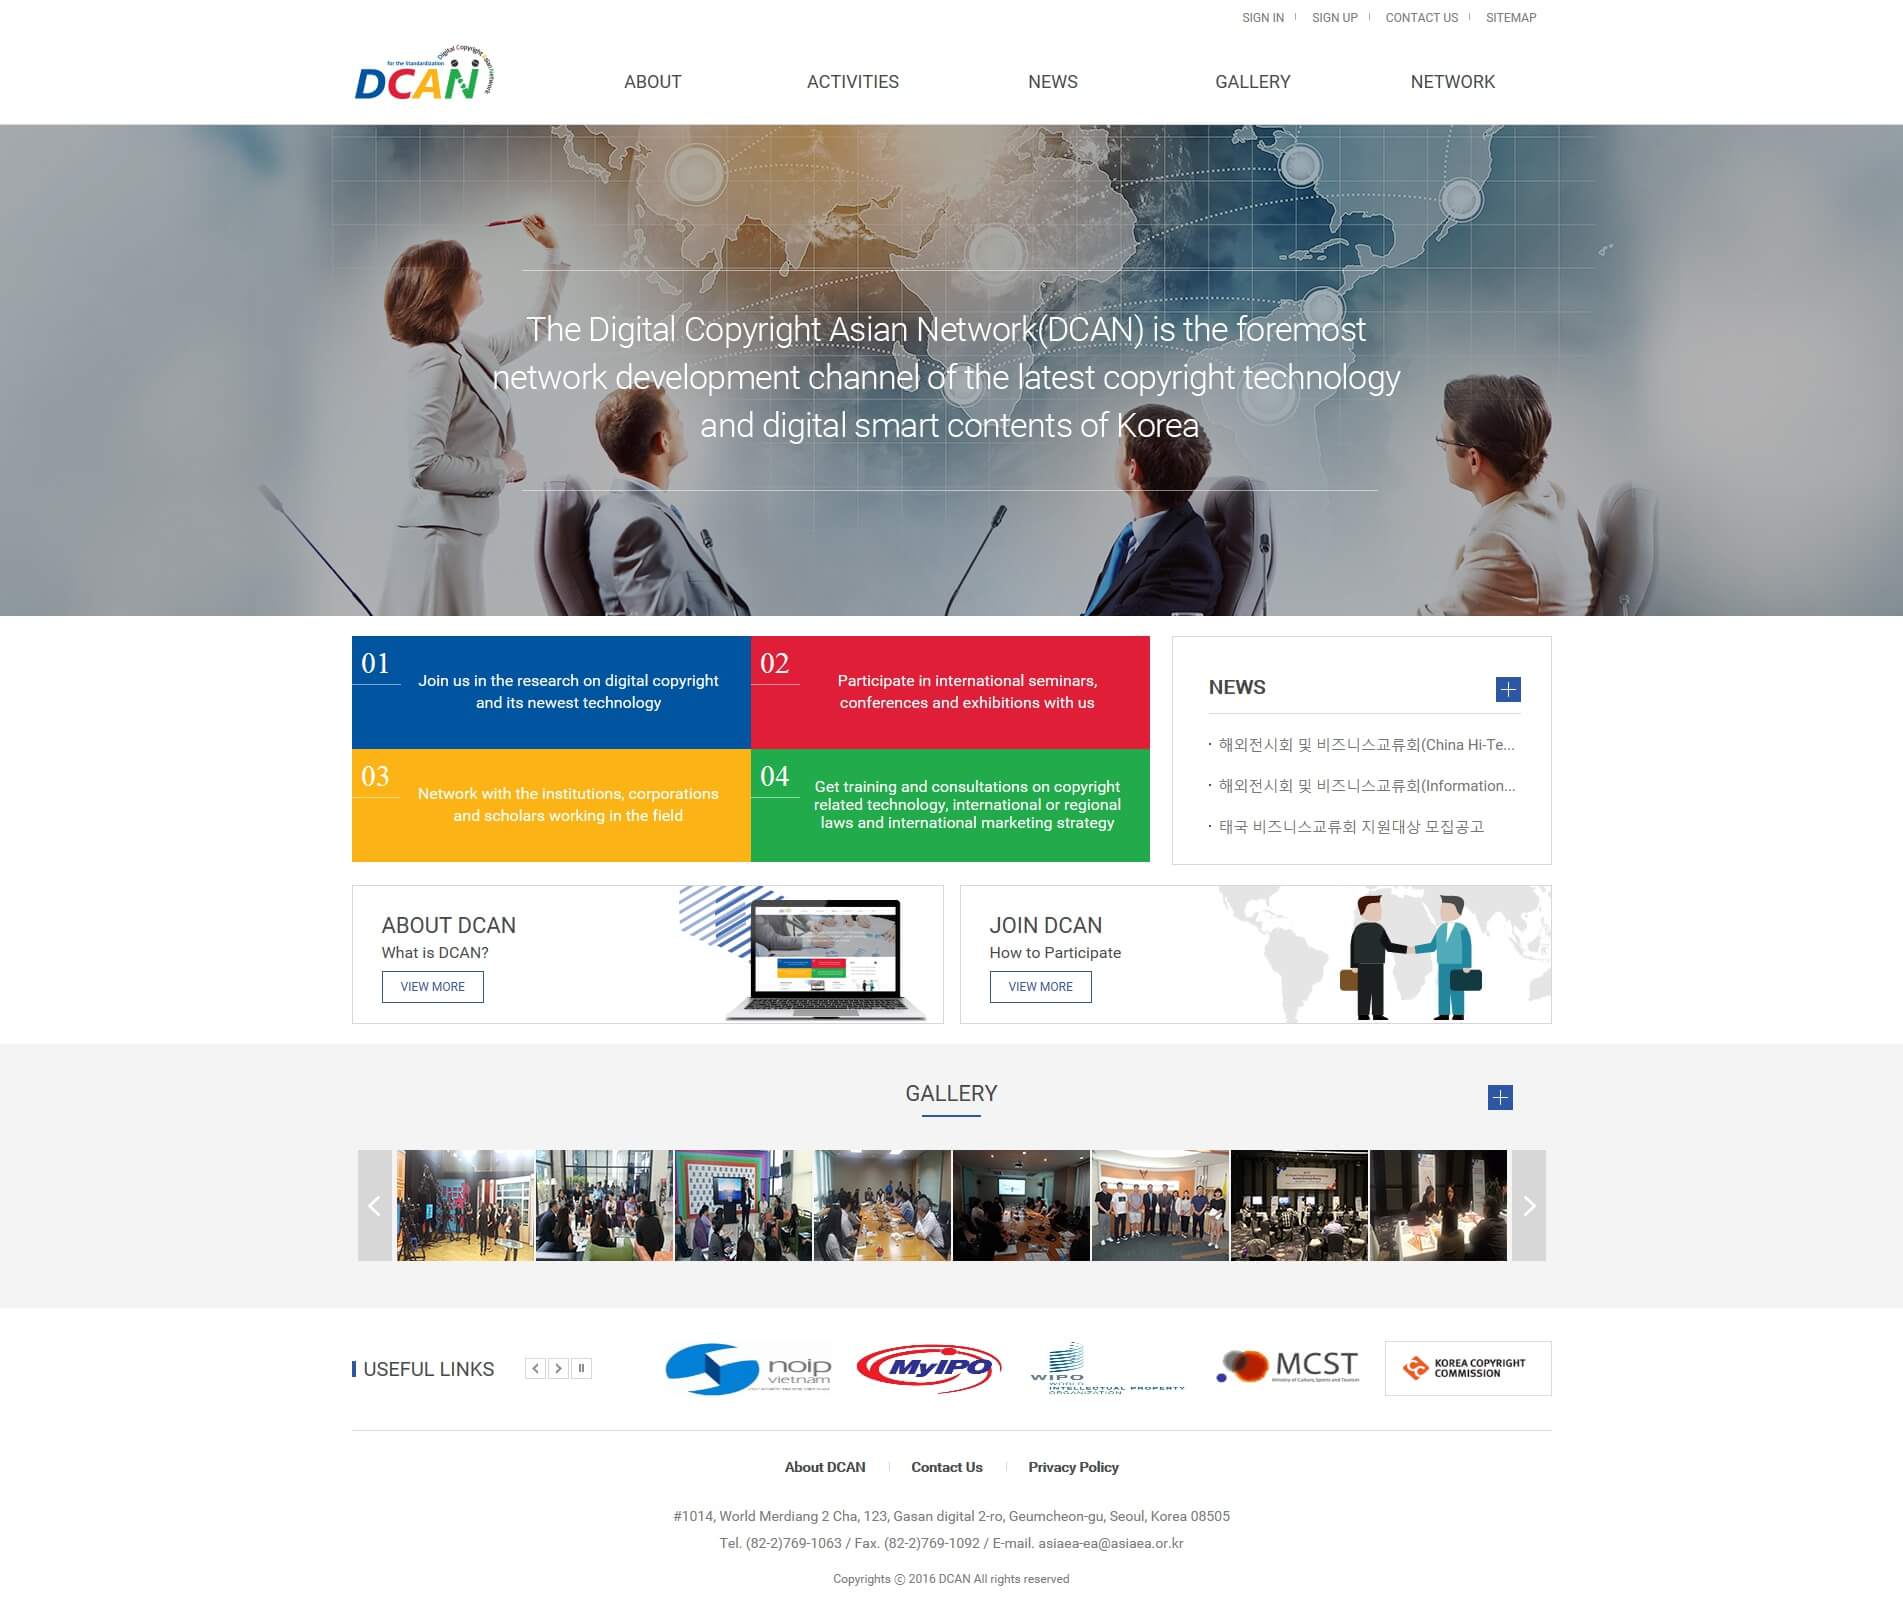 SIGN IN
SIGN UP
CONTACT US
SITEMAP
for the Standardization
Digital Copyright Asian Network
DCAN
ABOUT
ACTIVITIES
NEWS
GALLERY
NETWORK
The Digital Copyright Asian Network(DCAN) is the foremost
network development channel of the latest copyright technology
and digital smart contents of Korea
01
Join us in the research on digital copyright
and its newest technology
02
Participate in international seminars,
conferences and exhibitions with us
03
Network with the institutions, corporations
and scholars working in the field
04
Get training and consultations on copyright
related technology, international or regional
laws and international marketing strategy
NEWS
· 해외전시회 및 비즈니스교류회(China Hi-Te...
· 해외전시회 및 비즈니스교류회(Information...
· 태국 비즈니스교류회 지원대상 모집공고
ABOUT DCAN
What is DCAN?
VIEW MORE
JOIN DCAN
How to Participate
VIEW MORE
GALLERY
USEFUL LINKS
noip
vietnam
MyIPO
WIPO
WORLD
INTELLECTUAL PROPERTY
ORGANIZATION
MCST
Ministry of Culture, Sports and Tourism
KOREA COPYRIGHT
COMMISSION
About DCAN
Contact Us
Privacy Policy
#1014, World Merdiang 2 Cha, 123, Gasan digital 2-ro, Geumcheon-gu, Seoul, Korea 08505
Tel. (82-2)769-1063 / Fax. (82-2)769-1092 / E-mail. asiaea-ea@asiaea.or.kr
Copyrights ⓒ 2016 DCAN All rights reserved